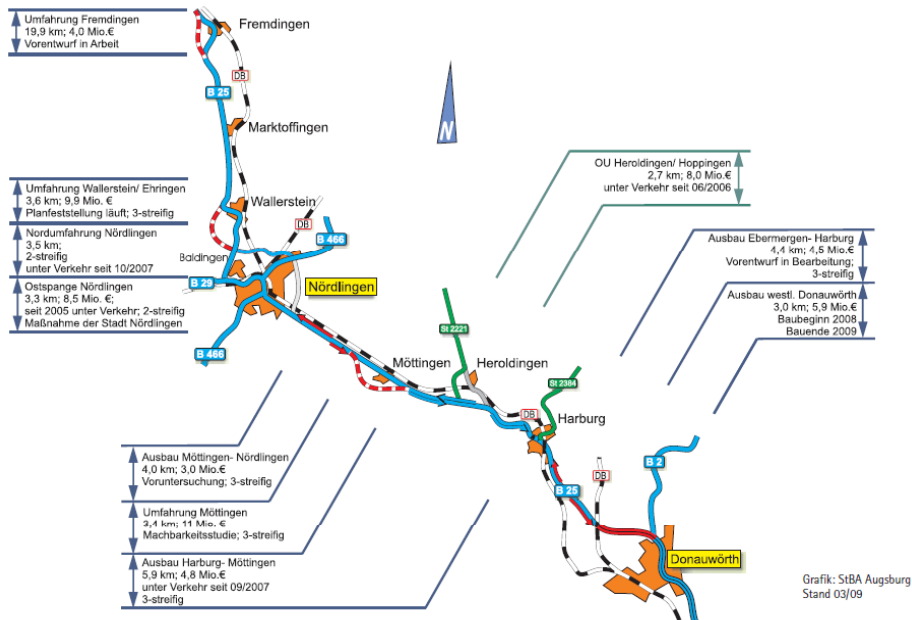 Umfahrung Fremdingen
19,9 km; 4,0 Mio.€
Vorentwurf in Arbeit
Fremdingen
DB
B 25
Marktoffingen
N
Umfahrung Wallerstein/ Ehringen
3,6 km; 9,9 Mio. €
Planfeststellung läuft; 3-streifig
Nordumfahrung Nördlingen
3,5 km;
2-streifig
unter Verkehr seit 10/2007
Ostspange Nördlingen
3,3 km; 8,5 Mio. €;
seit 2005 unter Verkehr; 2-streifig
Maßnahme der Stadt Nördlingen
Wallerstein
DB
B 466
Baldingen
B 29
Nördlingen
B 466
OU Heroldingen/ Hoppingen
2,7 km; 8,0 Mio.€
unter Verkehr seit 06/2006
Ausbau Ebermergen- Harburg
4,4 km; 4,5 Mio.€
Vorentwurf in Bearbeitung;
3-streifig
Ausbau westl. Donauwörth
3,0 km; 5,9 Mio.€
Baubeginn 2008
Bauende 2009
St 2221
Möttingen
Heroldingen
St 2384
DB
Harburg
B 25
DB
B 2
Donauwörth
Ausbau Möttingen- Nördlingen
4,0 km; 3,0 Mio.€
Voruntersuchung; 3-streifig
Umfahrung Möttingen
3,4 km; 11 Mio. €
Machbarkeitsstudie; 3-streifig
Ausbau Harburg- Möttingen
5,9 km; 4,8 Mio.€
unter Verkehr seit 09/2007
3-streifig
Grafik: StBA Augsburg
Stand 03/09